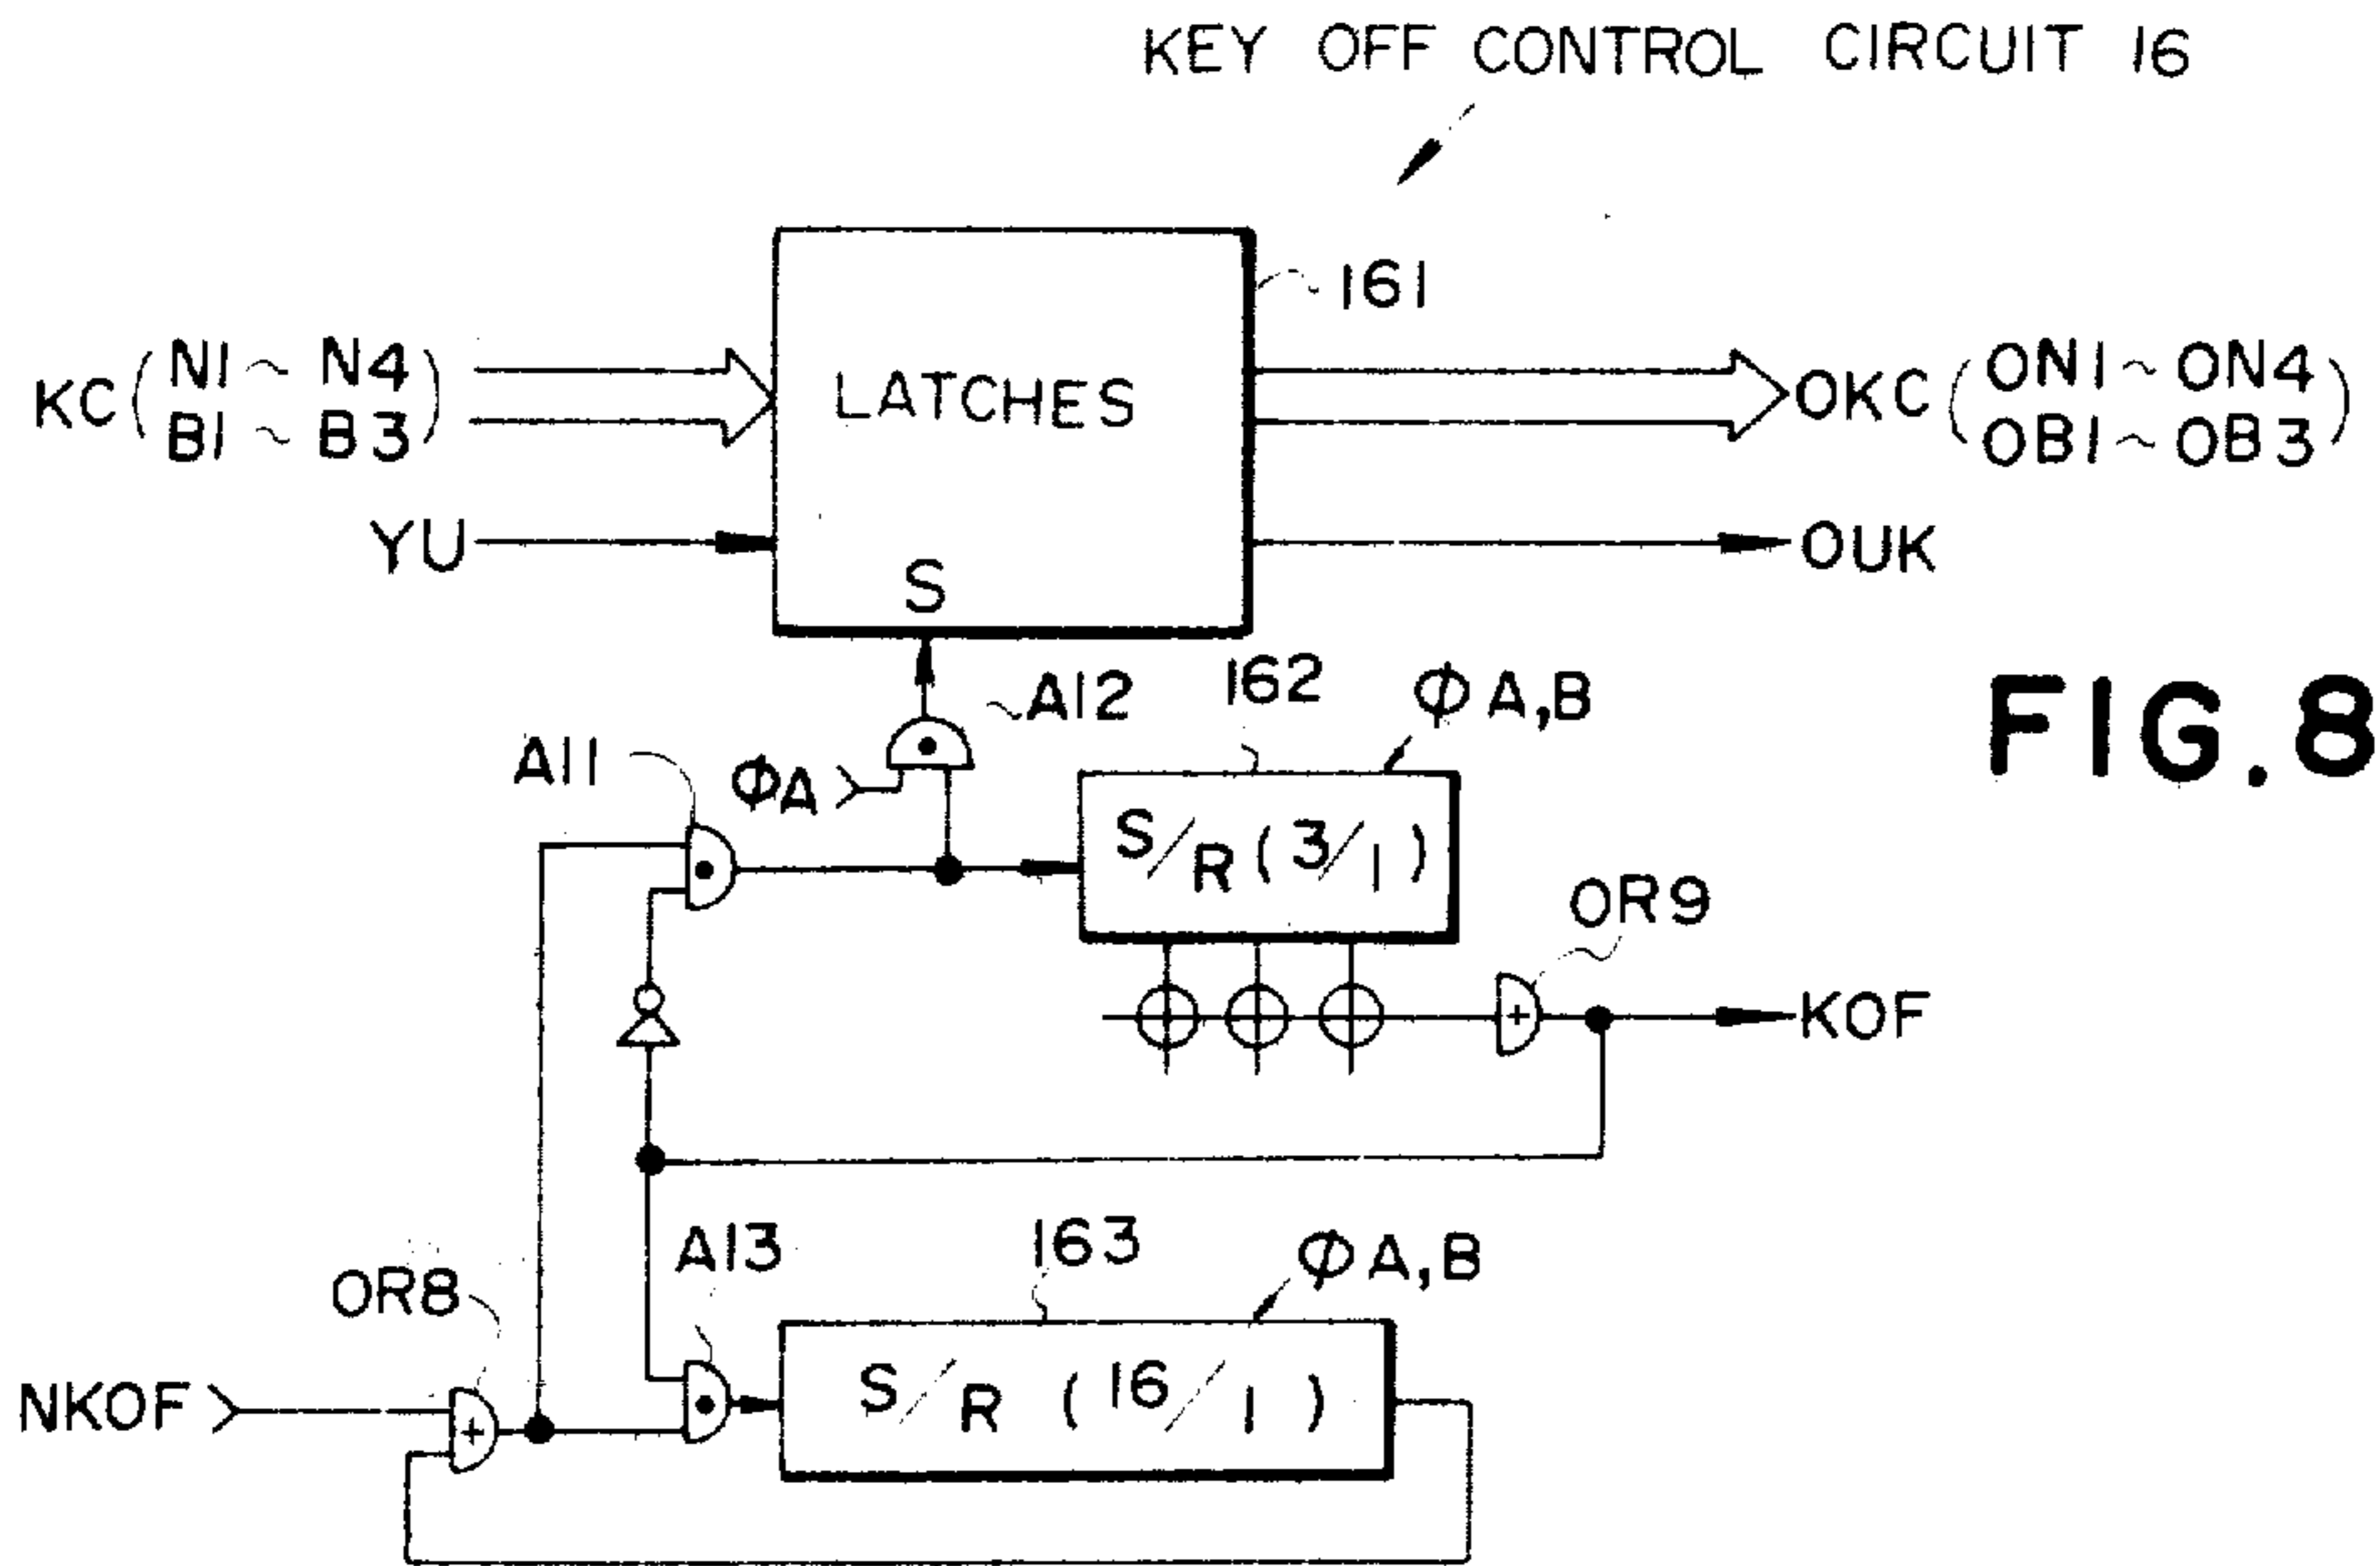 KEY OFF CONTROL CIRCUIT 16
161
KC ( N1 ~ N4
B1 ~ B3 )
LATCHES
OKC ( ON1 ~ ON4
OB1 ~ OB3 )
YU
OUK
S
A12
162
ΦA,B
FIG.8
A11
ΦA
S/R (3/1)
OR9
KOF
A13
163
ΦA,B
OR8
NKOF
S/R (16/1)